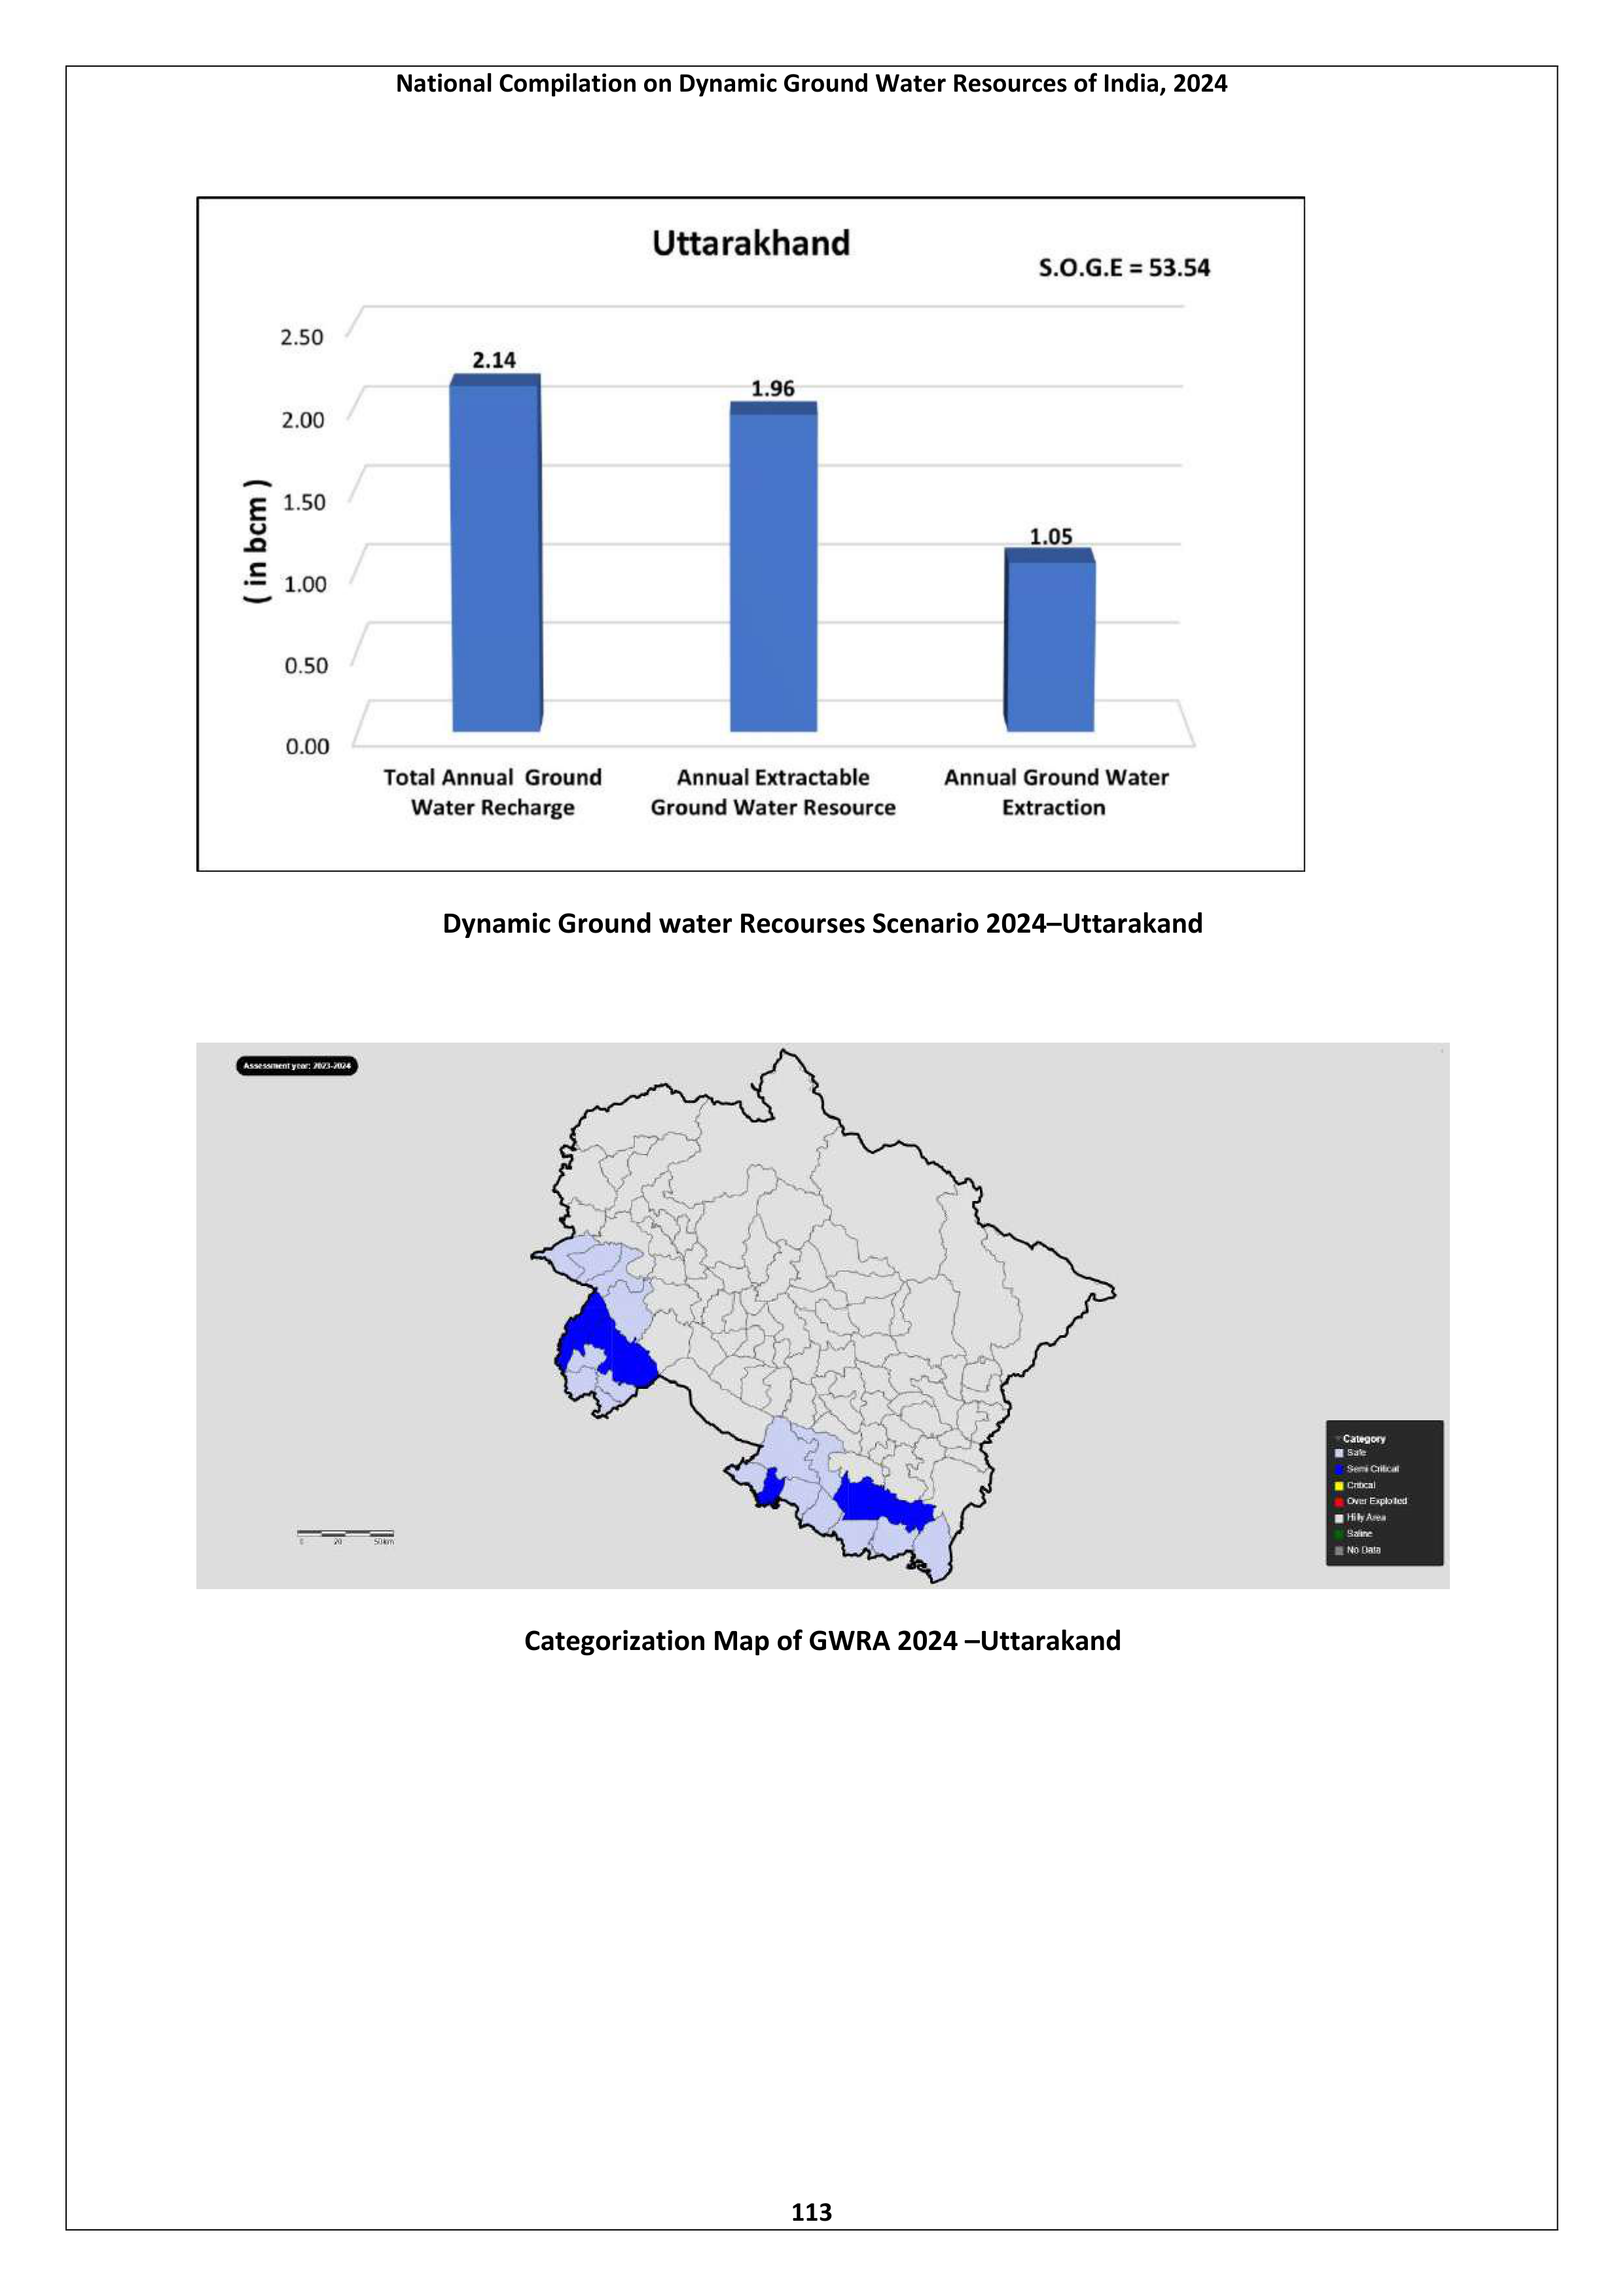 National Compilation on Dynamic Ground Water Resources of India, 2024
Uttarakhand
S.O.G.E = 53.54
2.50
2.00
1.50
1.00
0.50
0.00
( in bcm )
2.14
1.96
1.05
Total Annual Ground
Water Recharge
Annual Extractable
Ground Water Resource
Annual Ground Water
Extraction
Dynamic Ground water Recourses Scenario 2024–Uttarakand
Assessment year: 2023-2024
Category
Safe
Semi Critical
Critical
Over Exploited
Hilly Area
Saline
No Data
0 20 50km
Categorization Map of GWRA 2024 –Uttarakand
113